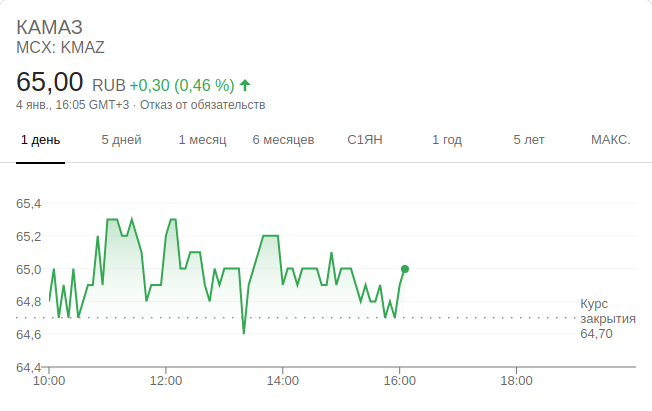 КАМАЗ
MCX: KMAZ
65,00 RUB +0,30 (0,46 %)
4 янв., 16:05 GMT+3 · Отказ от обязательств
1 день 5 дней 1 месяц 6 месяцев С1ЯН 1 год 5 лет МАКС.
65,4
65,2
65,0
64,8
64,6
64,4
Курс
закрытия
64,70
10:00 12:00 14:00 16:00 18:00